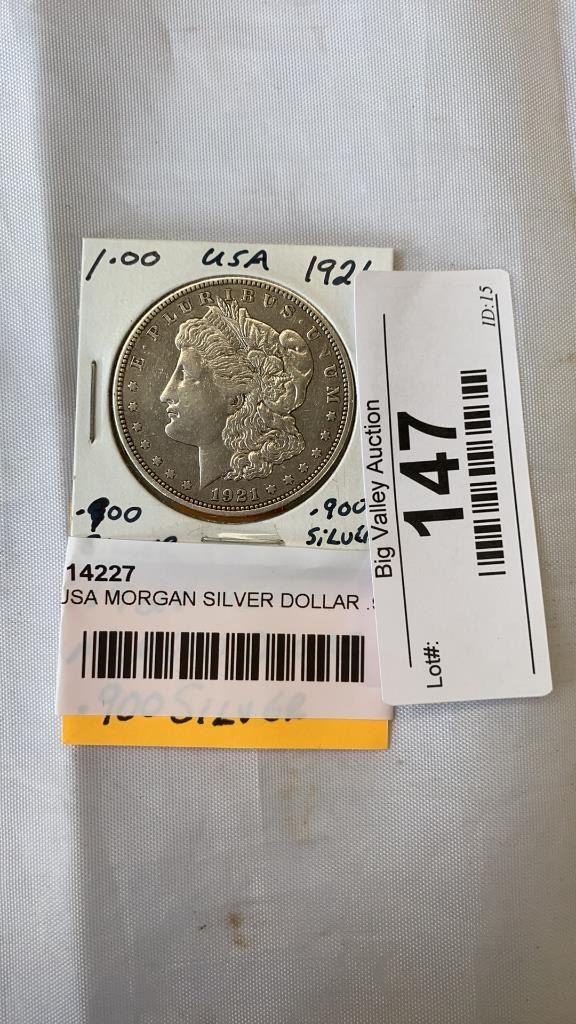 1.00 USA 1921
E·PLURIBUS·UNUM
1921
.900
.900
SILVER
14227
USA MORGAN SILVER DOLLAR
.900 SILVER
Big Valley Auction
Lot#: 147
ID:15